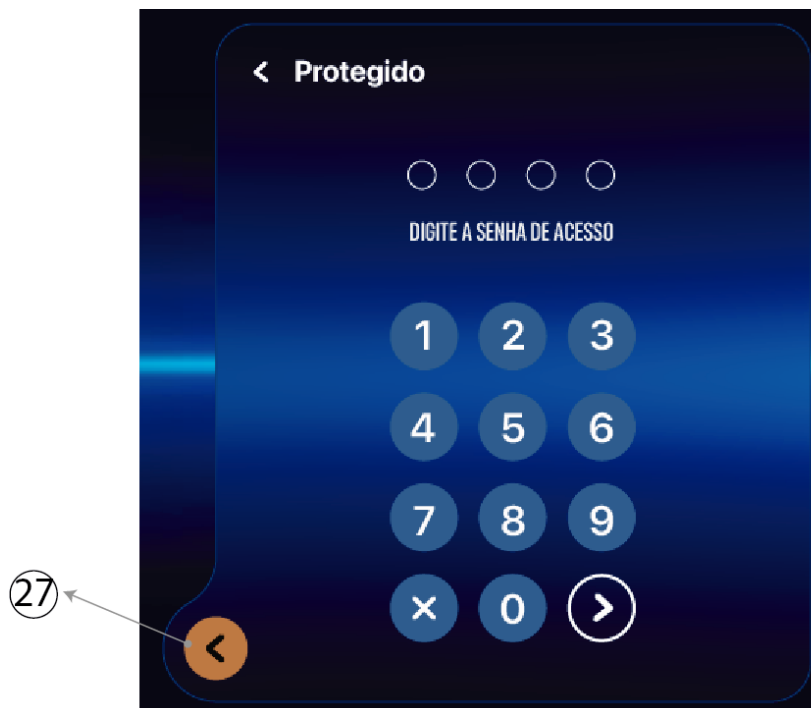 < Protegido
DIGITE A SENHA DE ACESSO
1 2 3
4 5 6
7 8 9
× 0 >
27 <